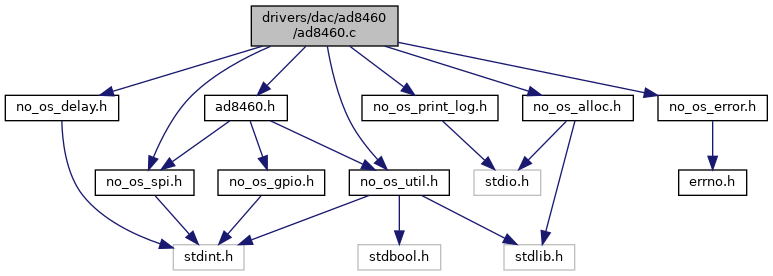 drivers/dac/ad8460
/ad8460.c
no_os_delay.h
ad8460.h
no_os_print_log.h
no_os_alloc.h
no_os_error.h
no_os_spi.h
no_os_gpio.h
no_os_util.h
stdio.h
errno.h
stdint.h
stdbool.h
stdlib.h